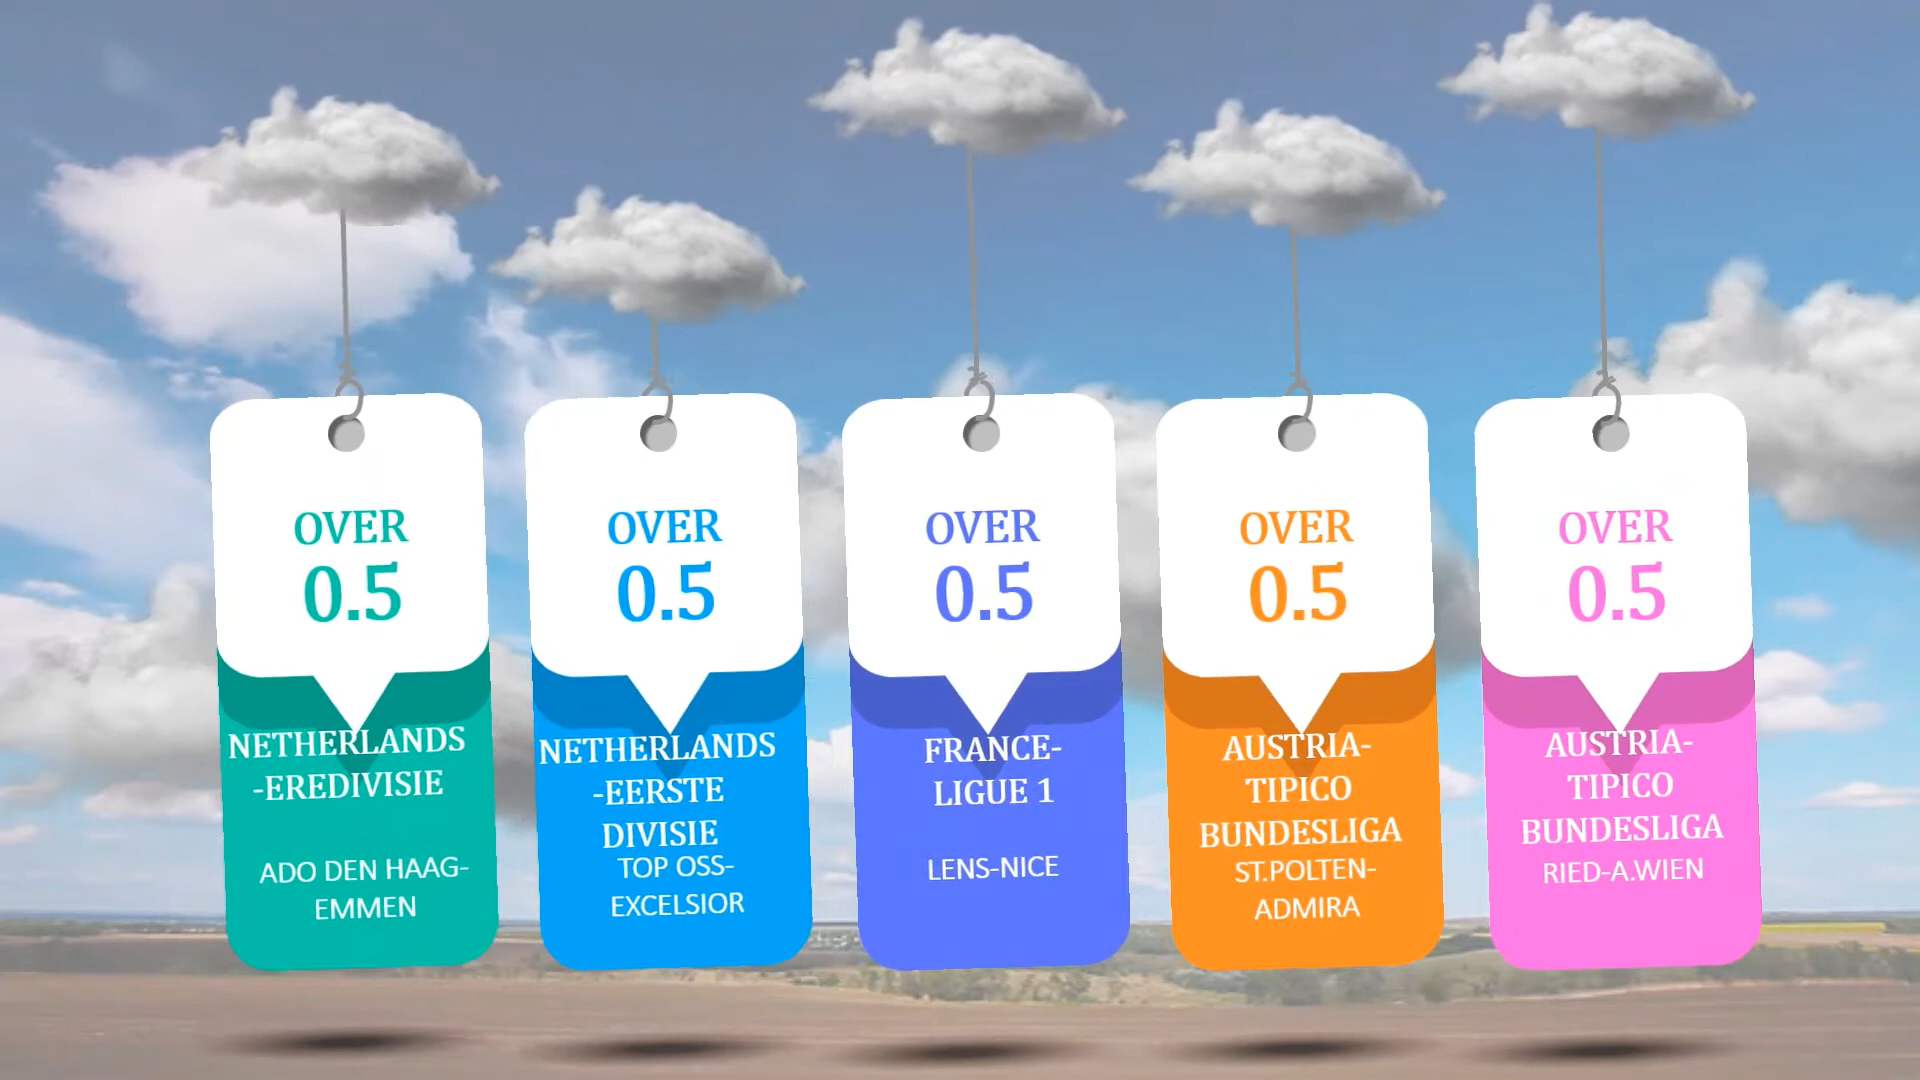 OVER
0.5
NETHERLANDS
-EREDIVISIE
ADO DEN HAAG-
EMMEN
OVER
0.5
NETHERLANDS
-EERSTE
DIVISIE
TOP OSS-
EXCELSIOR
OVER
0.5
FRANCE-
LIGUE 1
LENS-NICE
OVER
0.5
AUSTRIA-
TIPICO
BUNDESLIGA
ST.POLTEN-
ADMIRA
OVER
0.5
AUSTRIA-
TIPICO
BUNDESLIGA
RIED-A.WIEN